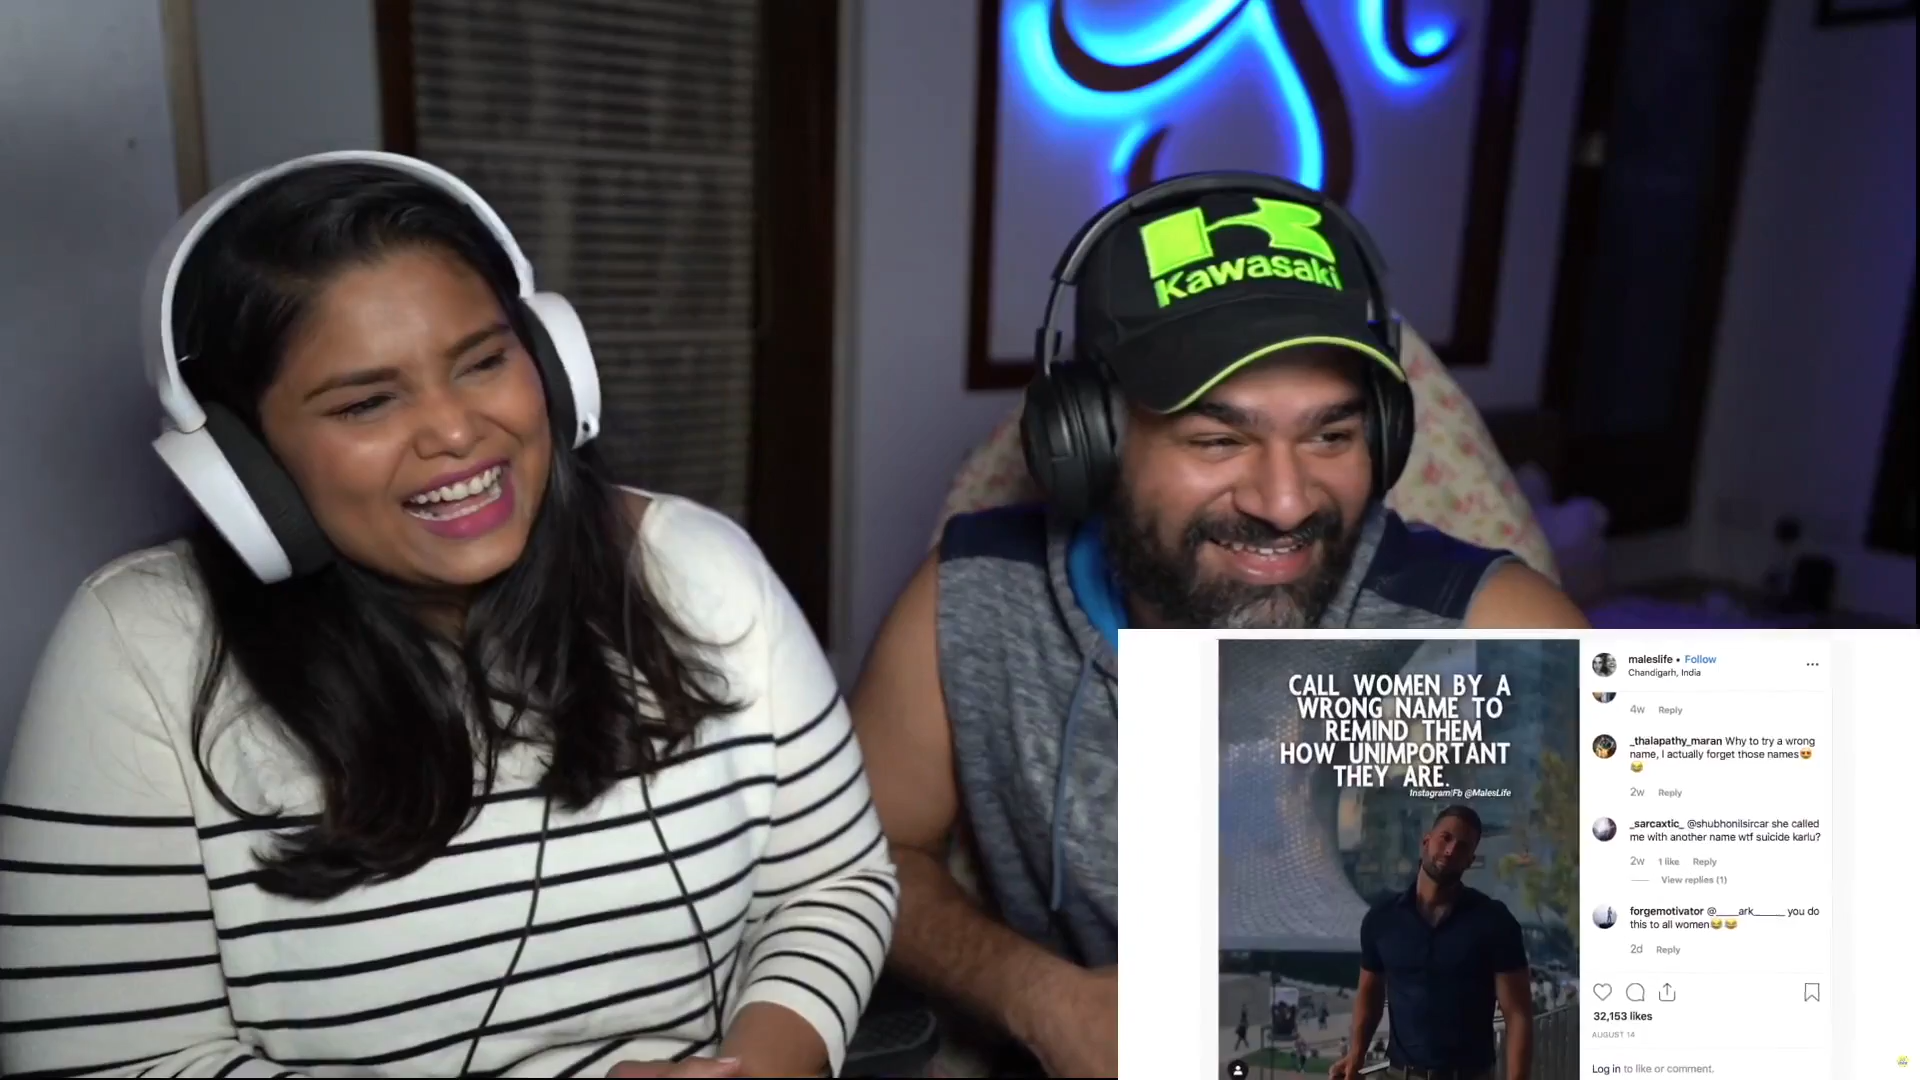 Kawasaki
CALL WOMEN BY A
WRONG NAME TO
REMIND THEM
HOW UNIMPORTANT
THEY ARE.
Instagram|Fb @MalesLife
maleslife • Follow
Chandigarh, India
4w Reply
_thalapathy_maran Why to try a wrong
name, I actually forget those names😍
😂
2w Reply
_sarcaxtic_ @shubhonilsircar she called
me with another name wtf suicide karlu?
2w 1 like Reply
View replies (1)
forgemotivator @____ark______ you do
this to all women😂😂
2d Reply
32,153 likes
AUGUST 14
Log in to like or comment.